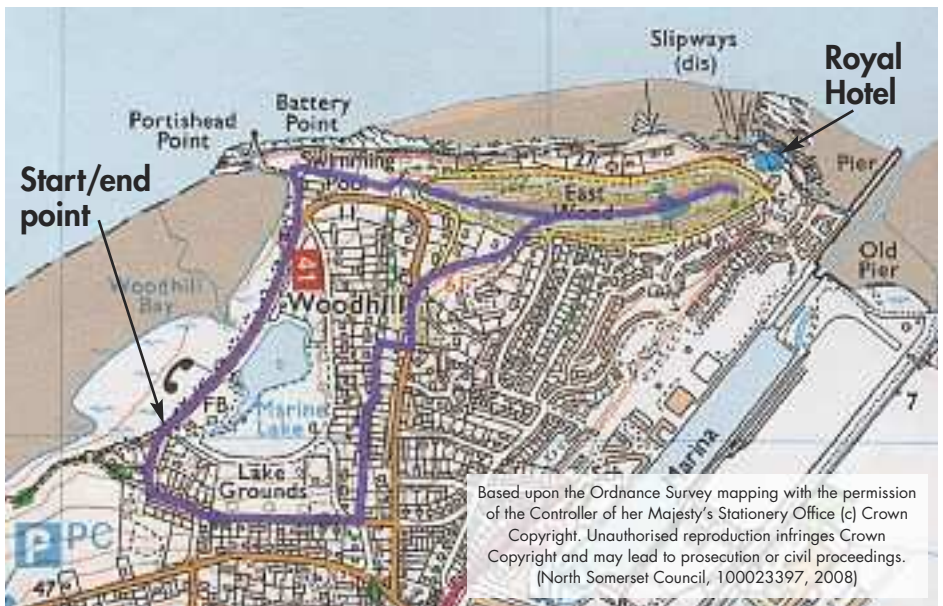 Slipways
(dis)
Royal
Hotel
Battery
Point
Portishead
Point
Swimming
Pool
Pier
Start/end
point
East
Wood
Old
Pier
Woodhill
Bay
Woodhill
7
FB
Marine
Lake
Lake
Grounds
Marina
P PC
47
Based upon the Ordnance Survey mapping with the permission
of the Controller of her Majesty's Stationery Office (c) Crown
Copyright. Unauthorised reproduction infringes Crown
Copyright and may lead to prosecution or civil proceedings.
(North Somerset Council, 100023397, 2008)